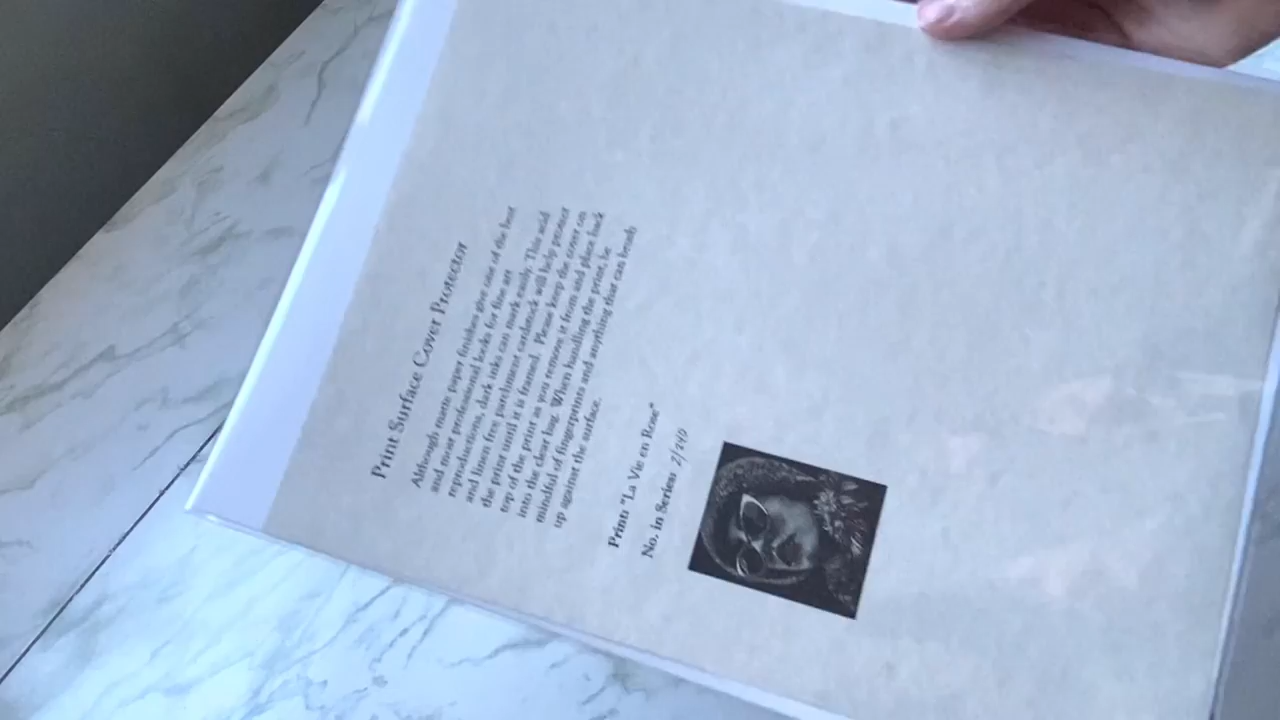 Print Surface Cover Protector
Although matte paper finishes give one of the best
and most professional looks for fine art
reproductions, dark inks can mark easily. This acid
and linen free parchment cardstock will help protect
the print until it is framed. Please keep the cover on
top of the print as you remove it from and place back
into the clear bag. When handling the print, be
mindful of fingerprints and anything that can brush
up against the surface.
Print: "La Vie en Rose"
No. in Series: 2/240